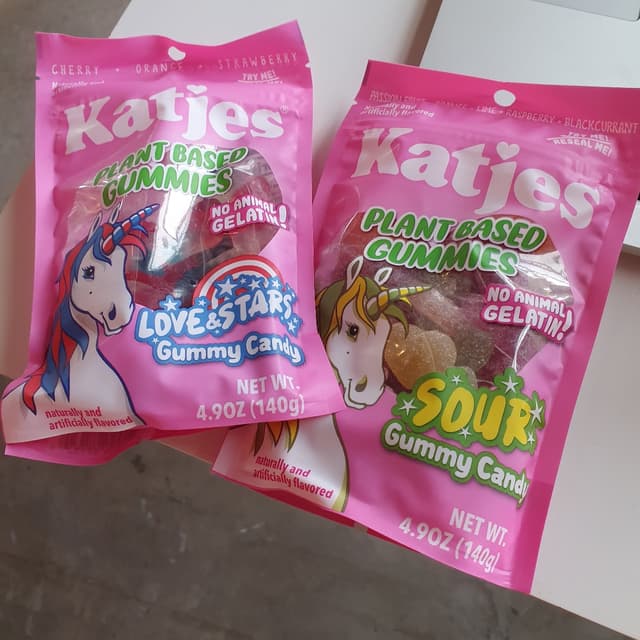 CHERRY • ORANGE • STRAWBERRY
TRY ME!
Naturally and
Katjes®
PLANT BASED
GUMMIES
NO ANIMAL
GELATIN!
LOVE & STARS
Gummy Candy
NET WT.
4.9OZ (140g)
naturally and
artificially flavored
LIME • RASPBERRY • BLACKCURRANT
Naturally and
artificially flavored
TRY ME!
RESEAL ME!
Katjes
PLANT BASED
GUMMIES
NO ANIMAL
GELATIN!
SOUR
Gummy Candy
NET WT.
4.9OZ (140g)
naturally and
artificially flavored